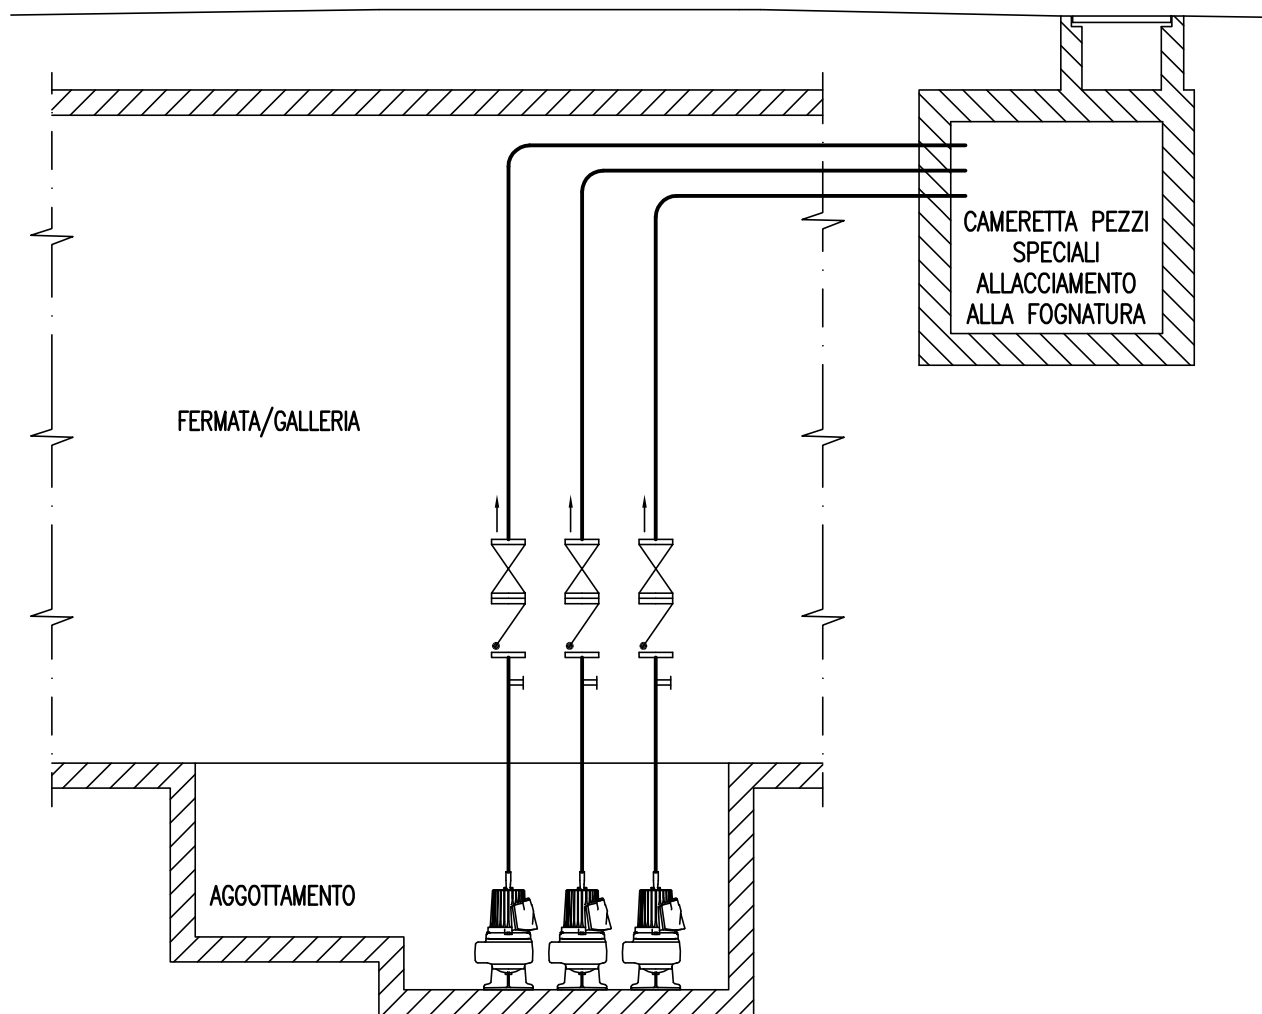 CAMERETTA PEZZI
SPECIALI
ALLACCIAMENTO
ALLA FOGNATURA
FERMATA/GALLERIA
AGGOTTAMENTO